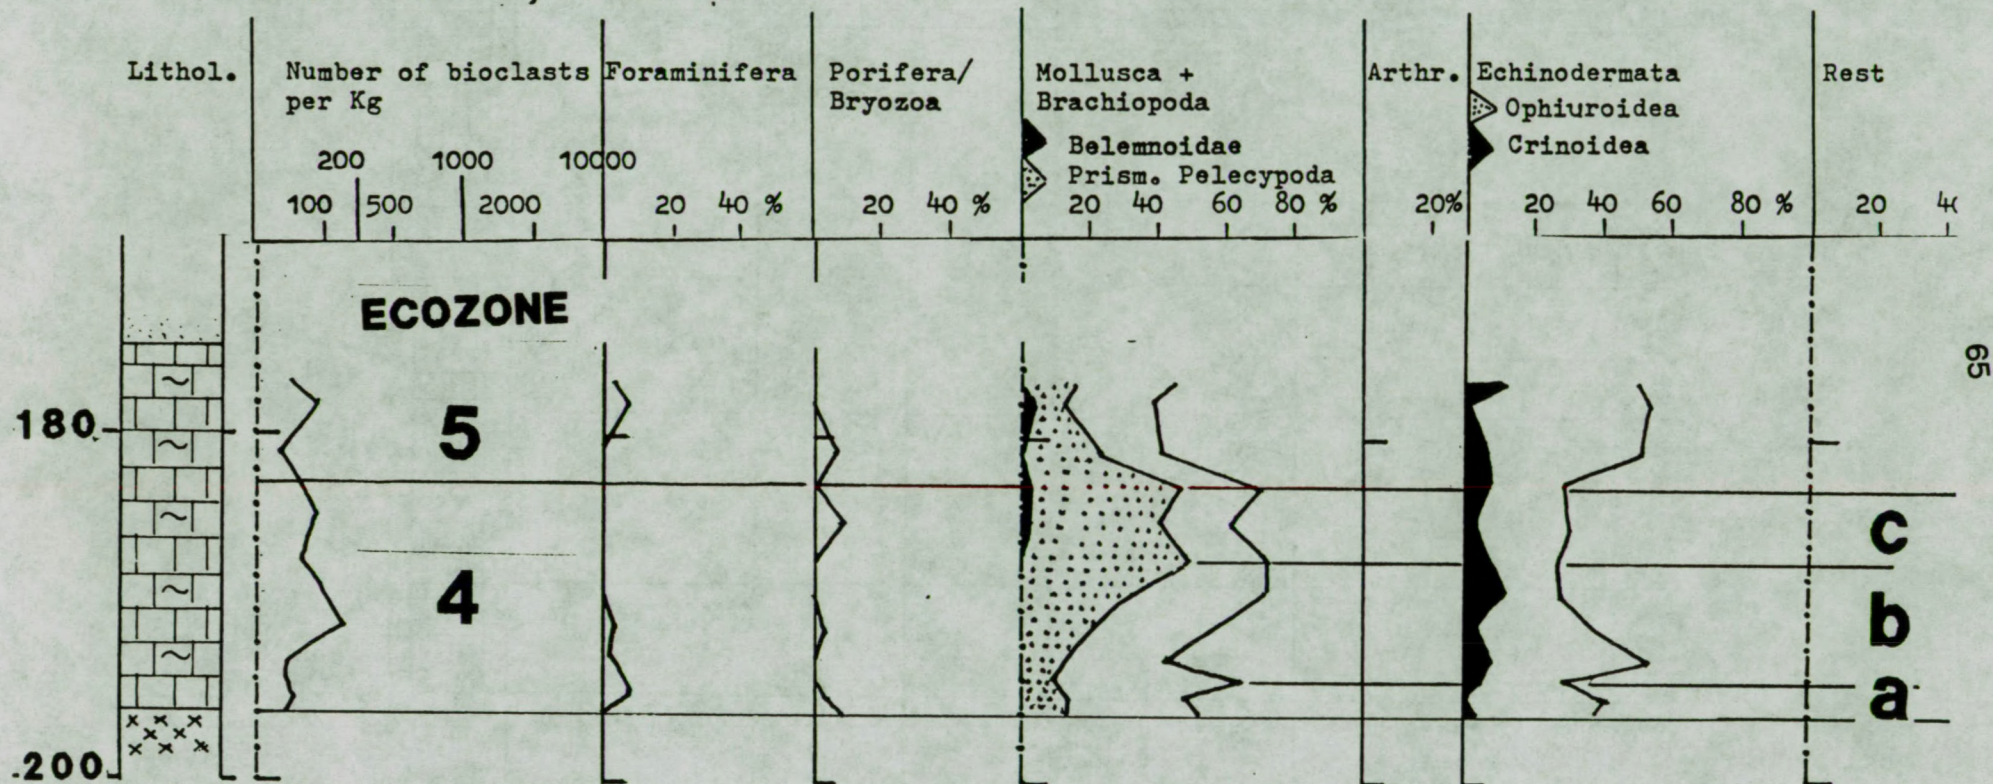 Lithol. Number of bioclasts Foraminifera Porifera/ Mollusca + Arthr. Echinodermata Rest
per Kg Bryozoa Brachiopoda Ophiuroidea
Belemnoidae Crinoidea
200 1000 10000 Prism. Pelecypoda
100 500 2000 20 40 % 20 40 % 20 40 60 80 % 20% 20 40 60 80 % 20
ECOZONE
65
180 5
c
4
b
a
200